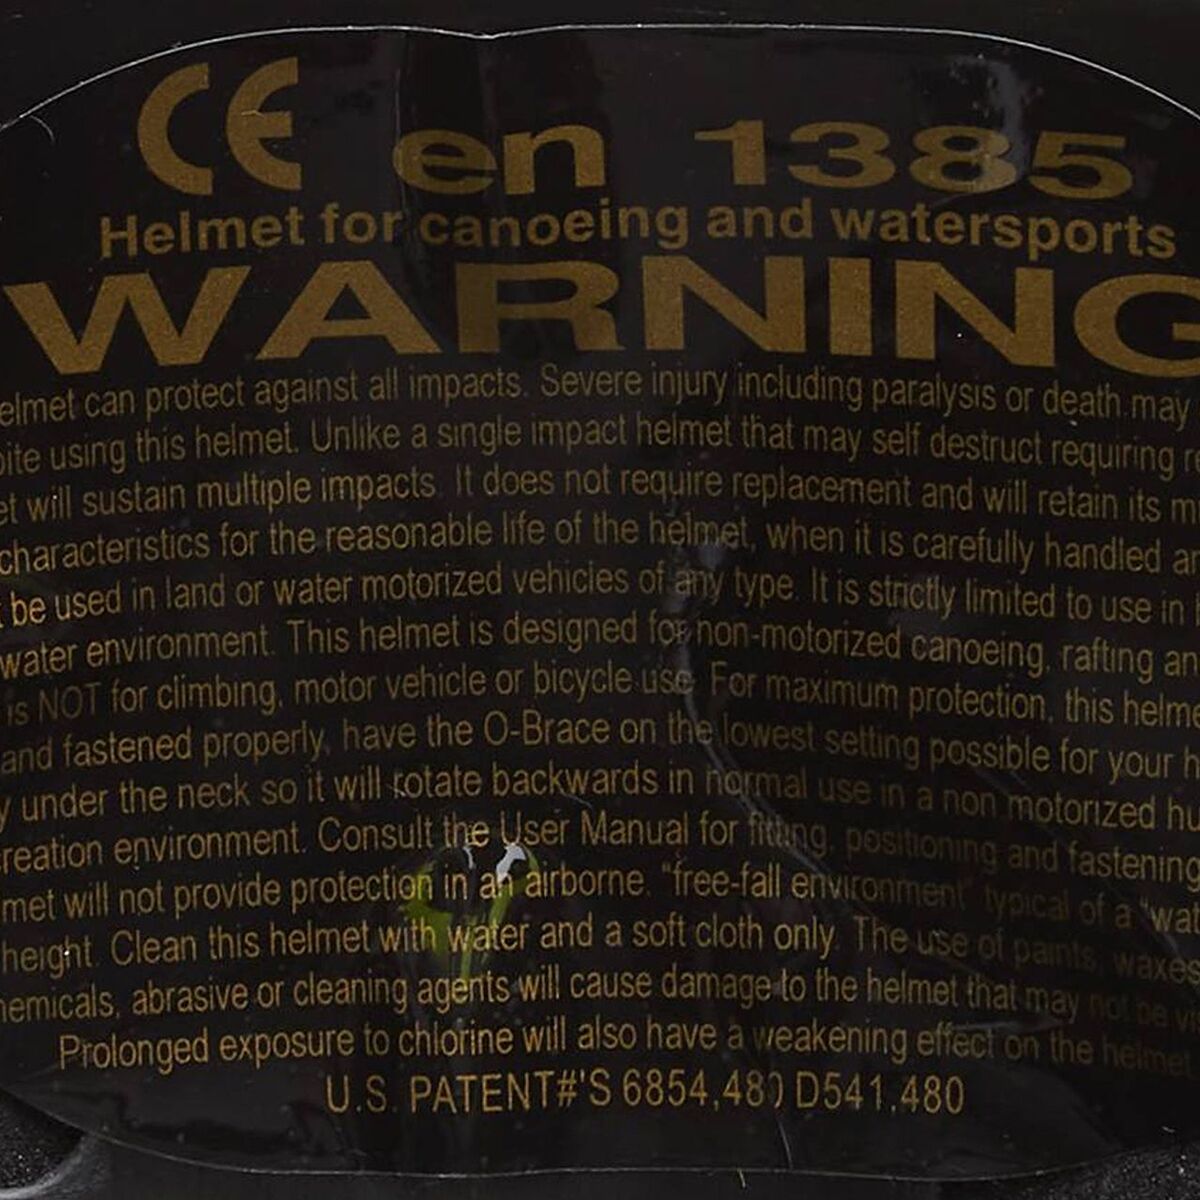 CE en 1385
Helmet for canoeing and watersports
WARNING
elmet can protect against all impacts. Severe injury including paralysis or death may
using this helmet. Unlike a single impact helmet that may self destruct requiring
will sustain multiple impacts. It does not require replacement and will retain its
characteristics for the reasonable life of the helmet, when it is carefully handled
be used in land or water motorized vehicles of any type. It is strictly limited to use in
water environment. This helmet is designed for non-motorized canoeing, rafting
is NOT for climbing, motor vehicle or bicycle use. For maximum protection, this helm
and fastened properly, have the O-Brace on the lowest setting possible for your
under the neck so it will rotate backwards in normal use in a non motorized
creation environment. Consult the User Manual for fitting, positioning and fastening
met will not provide protection in an airborne. "free-fall environment" typical of a "wat
height. Clean this helmet with water and a soft cloth only. The use of paints, waxes
hemicals, abrasive or cleaning agents will cause damage to the helmet that may not be
Prolonged exposure to chlorine will also have a weakening effect on the helmet
U.S. PATENT#'S 6854,480 D541.480